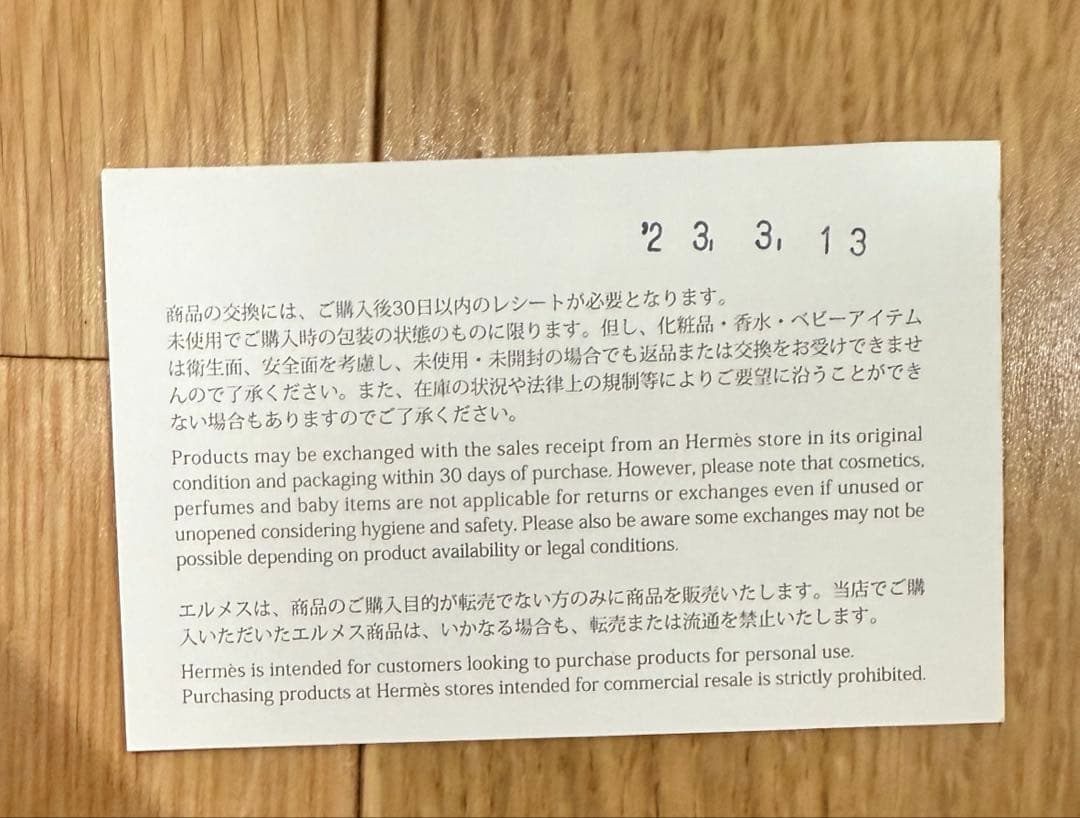 '23. 3. 13
商品の交換には、ご購入後30日以内のレシートが必要となります。
未使用でご購入時の包装の状態のものに限ります。但し、化粧品・香水・ベビーアイテム
は衛生面、安全面を考慮し、未使用・未開封の場合でも返品または交換をお受けできませ
んので了承ください。また、在庫の状況や法律上の規制等によりご要望に沿うことができ
ない場合もありますのでご了承ください。
Products may be exchanged with the sales receipt from an Hermès store in its original
condition and packaging within 30 days of purchase. However, please note that cosmetics,
perfumes and baby items are not applicable for returns or exchanges even if unused or
unopened considering hygiene and safety. Please also be aware some exchanges may not be
possible depending on product availability or legal conditions.
エルメスは、商品のご購入目的が転売でない方のみに商品を販売いたします。当店でご購
入いただいたエルメス商品は、いかなる場合も、転売または流通を禁止いたします。
Hermès is intended for customers looking to purchase products for personal use.
Purchasing products at Hermès stores intended for commercial resale is strictly prohibited.